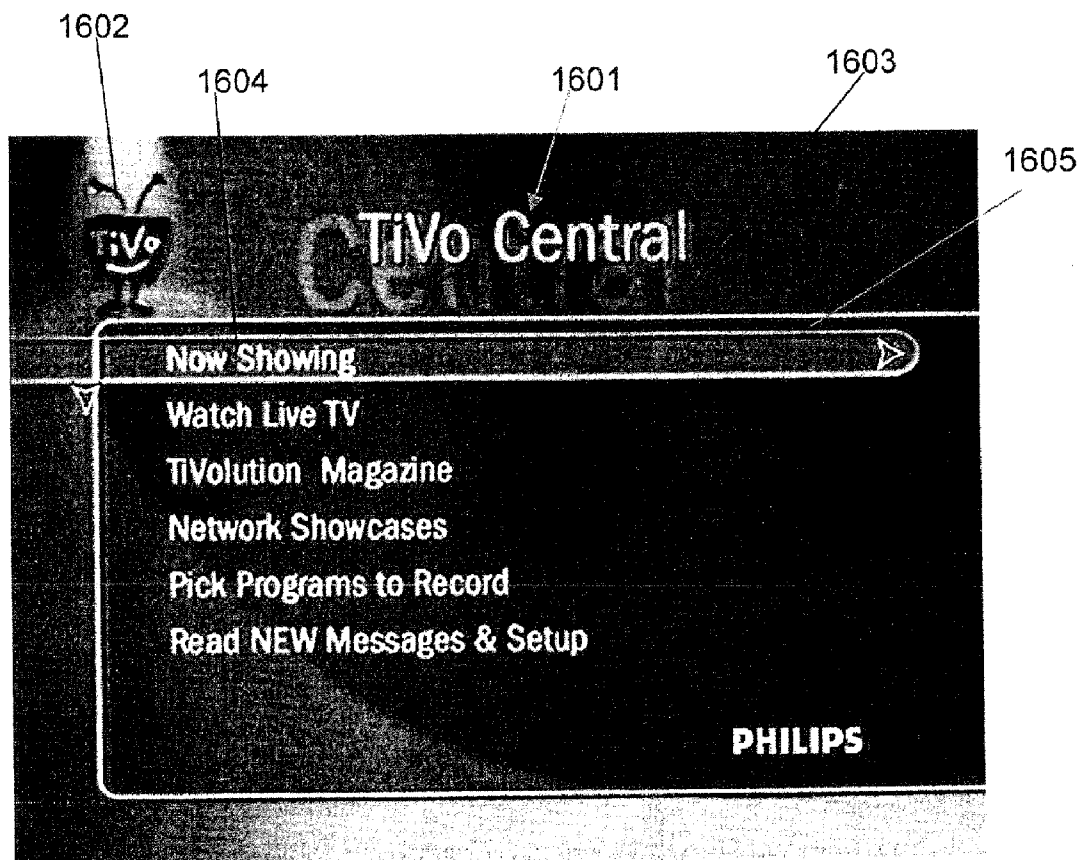 1602
1604
1601
1603
1605
TiVo
TiVo Central
Central
Now Showing
Watch Live TV
TiVolution Magazine
Network Showcases
Pick Programs to Record
Read NEW Messages & Setup
PHILIPS